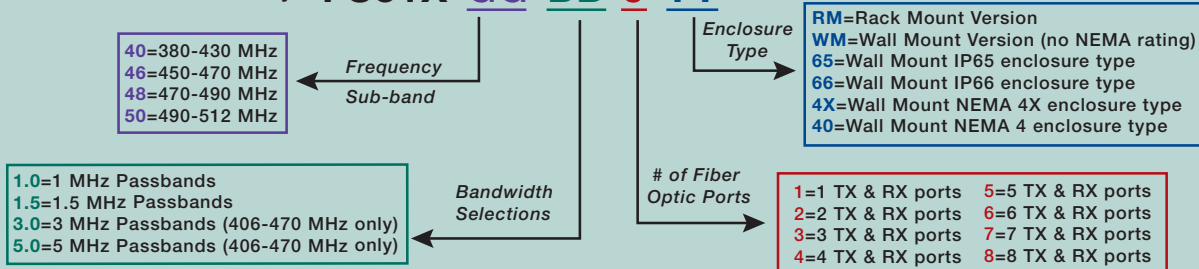 Enclosure
Type
RM=Rack Mount Version
WM=Wall Mount Version (no NEMA rating)
65=Wall Mount IP65 enclosure type
66=Wall Mount IP66 enclosure type
4X=Wall Mount NEMA 4X enclosure type
40=Wall Mount NEMA 4 enclosure type
40=380-430 MHz
46=450-470 MHz
48=470-490 MHz
50=490-512 MHz
Frequency
Sub-band
1.0=1 MHz Passbands
1.5=1.5 MHz Passbands
3.0=3 MHz Passbands (406-470 MHz only)
5.0=5 MHz Passbands (406-470 MHz only)
Bandwidth
Selections
# of Fiber
Optic Ports
1=1 TX & RX ports 5=5 TX & RX ports
2=2 TX & RX ports 6=6 TX & RX ports
3=3 TX & RX ports 7=7 TX & RX ports
4=4 TX & RX ports 8=8 TX & RX ports